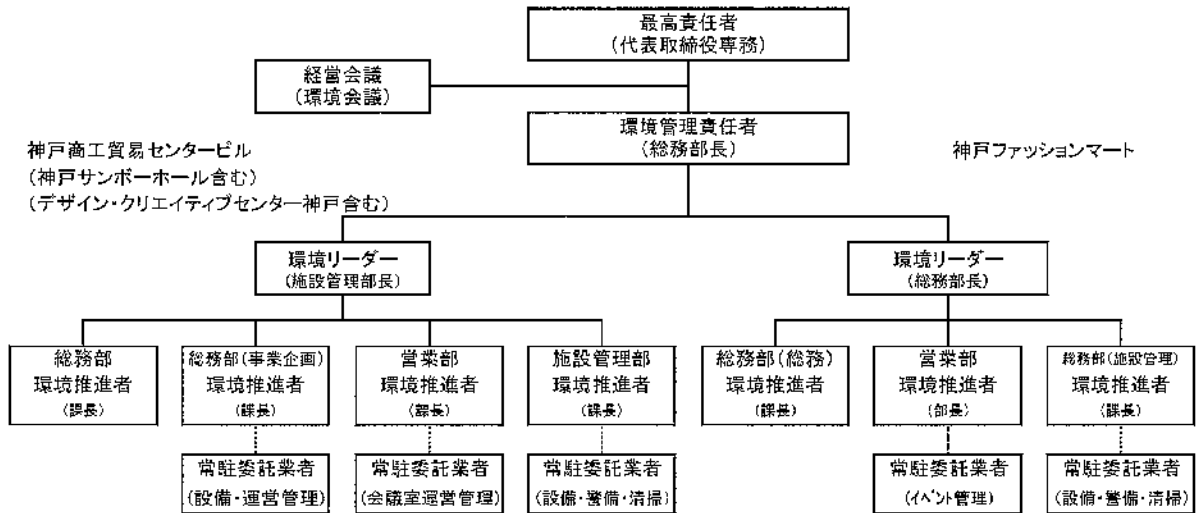 最高責任者
(代表取締役専務)
経営会議
(環境会議)
環境管理責任者
(総務部長)
神戸商工貿易センタービル
(神戸サンボーホール含む)
(デザイン・クリエイティブセンター神戸含む)
神戸ファッションマート
環境リーダー
(施設管理部長)
環境リーダー
(総務部長)
総務部
環境推進者
(課長)
総務部(事業企画)
環境推進者
(課長)
営業部
環境推進者
(部長)
施設管理部
環境推進者
(課長)
総務部(総務)
環境推進者
(課長)
営業部
環境推進者
(部長)
総務部(施設管理)
環境推進者
(課長)
常駐委託業者
(設備・運営管理)
常駐委託業者
(会議室運営管理)
常駐委託業者
(設備・警備・清掃)
常駐委託業者
(イベント管理)
常駐委託業者
(設備・警備・清掃)